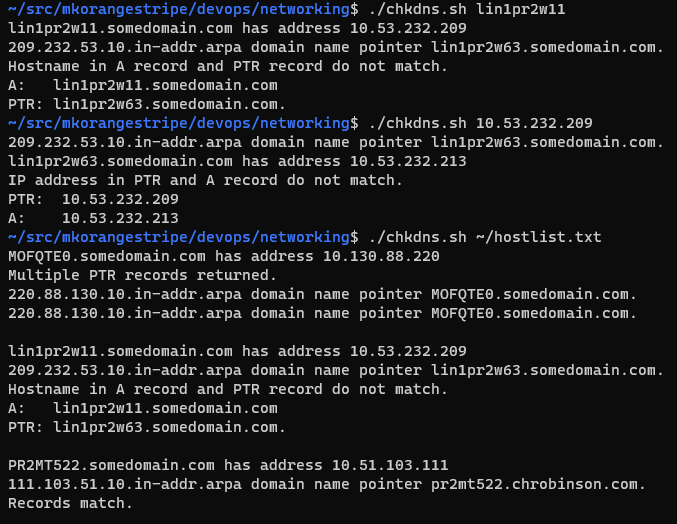 ~/src/mkorangestripe/devops/networking$ ./chkdns.sh lin1pr2w11
lin1pr2w11.somedomain.com has address 10.53.232.209
209.232.53.10.in-addr.arpa domain name pointer lin1pr2w63.somedomain.com.
Hostname in A record and PTR record do not match.
A:   lin1pr2w11.somedomain.com
PTR: lin1pr2w63.somedomain.com.
~/src/mkorangestripe/devops/networking$ ./chkdns.sh 10.53.232.209
209.232.53.10.in-addr.arpa domain name pointer lin1pr2w63.somedomain.com.
lin1pr2w63.somedomain.com has address 10.53.232.213
IP address in PTR and A record do not match.
PTR:  10.53.232.209
A:    10.53.232.213
~/src/mkorangestripe/devops/networking$ ./chkdns.sh ~/hostlist.txt
MOFQTE0.somedomain.com has address 10.130.88.220
Multiple PTR records returned.
220.88.130.10.in-addr.arpa domain name pointer MOFQTE0.somedomain.com.
220.88.130.10.in-addr.arpa domain name pointer MOFQTE0.somedomain.com.

lin1pr2w11.somedomain.com has address 10.53.232.209
209.232.53.10.in-addr.arpa domain name pointer lin1pr2w63.somedomain.com.
Hostname in A record and PTR record do not match.
A:   lin1pr2w11.somedomain.com
PTR: lin1pr2w63.somedomain.com.

PR2MT522.somedomain.com has address 10.51.103.111
111.103.51.10.in-addr.arpa domain name pointer pr2mt522.chrobinson.com.
Records match.